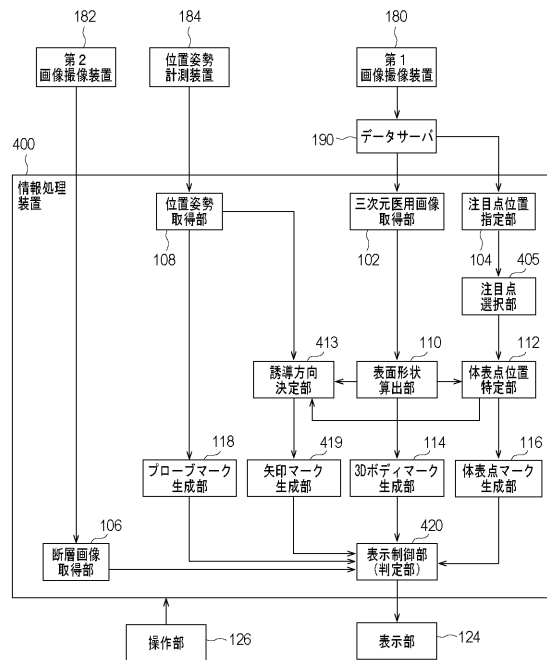 182
184
180
第2
画像撮像装置
位置姿勢
計測装置
第1
画像撮像装置
データサーバ
190
400
情報処理
装置
位置姿勢
取得部
108
三次元医用画像
取得部
102
注目点位置
指定部
104
405
注目点
選択部
413
誘導方向
決定部
110
表面形状
算出部
112
体表点位置
特定部
118
プローブマーク
生成部
419
矢印マーク
生成部
114
3Dボディマーク
生成部
116
体表点マーク
生成部
106
断層画像
取得部
420
表示制御部
(判定部)
操作部
126
表示部
124